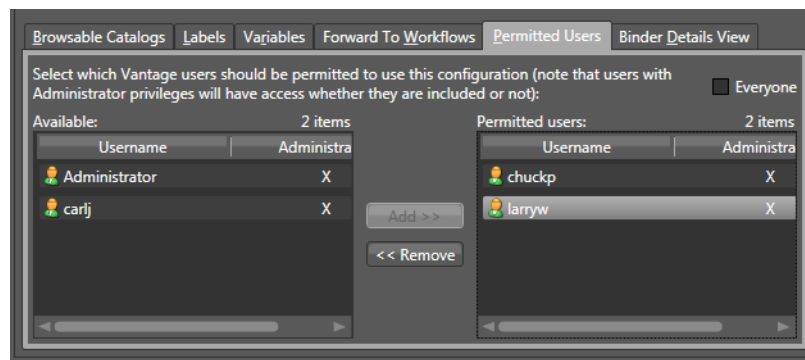 Browsable Catalogs Labels Variables Forward To Workflows Permitted Users Binder Details View
Select which Vantage users should be permitted to use this configuration (note that users with
Administrator privileges will have access whether they are included or not):
Everyone
Available: 2 items
Permitted users: 2 items
Username Administra
Username Administra
Administrator X
chuckp X
carlj X
larryw X
Add >>
<< Remove